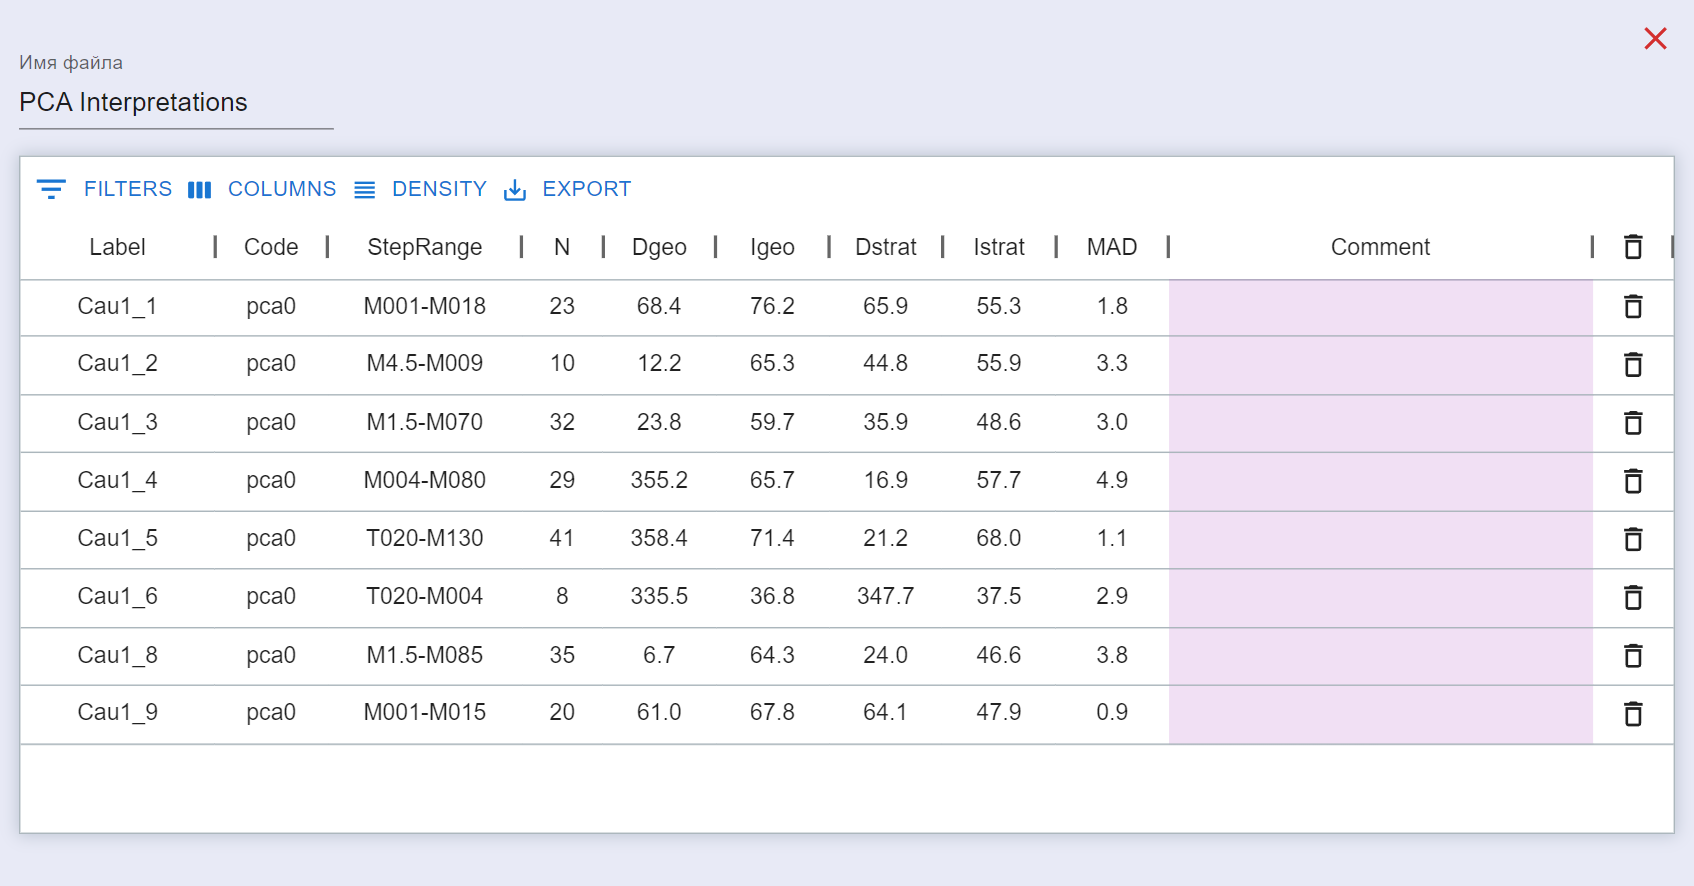 Имя файла
PCA Interpretations
FILTERS COLUMNS DENSITY EXPORT
Label Code StepRange N Dgeo Igeo Dstrat Istrat MAD Comment
Cau1_1 pca0 M001-M018 23 68.4 76.2 65.9 55.3 1.8
Cau1_2 pca0 M4.5-M009 10 12.2 65.3 44.8 55.9 3.3
Cau1_3 pca0 M1.5-M070 32 23.8 59.7 35.9 48.6 3.0
Cau1_4 pca0 M004-M080 29 355.2 65.7 16.9 57.7 4.9
Cau1_5 pca0 T020-M130 41 358.4 71.4 21.2 68.0 1.1
Cau1_6 pca0 T020-M004 8 335.5 36.8 347.7 37.5 2.9
Cau1_8 pca0 M1.5-M085 35 6.7 64.3 24.0 46.6 3.8
Cau1_9 pca0 M001-M015 20 61.0 67.8 64.1 47.9 0.9